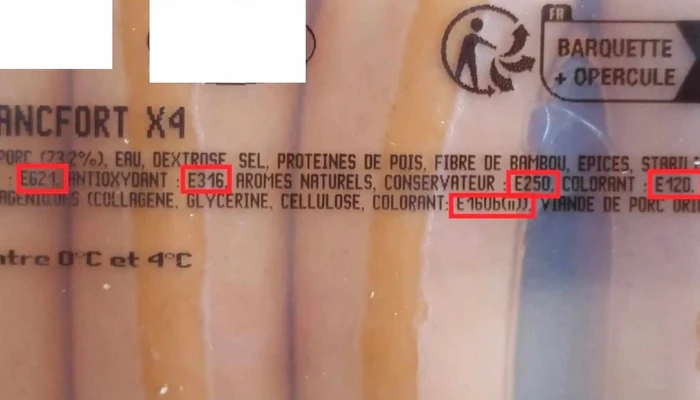 FR
BARQUETTE
+ OPERCULE
ANCFORT X4
PORC (73,2%), EAU, DEXTROSE, SEL, PROTEINES DE POIS, FIBRE DE BAMBOU, EPICES, STABIL
: E621, ANTIOXYDANT : E316, AROMES NATURELS, CONSERVATEUR : E250, COLORANT : E120,
AGENIQUES (COLLAGENE, GLYCERINE, CELLULOSE, COLORANT: E160b(ii)), VIANDE DE PORC ORI
ntre 0°C et 4°C